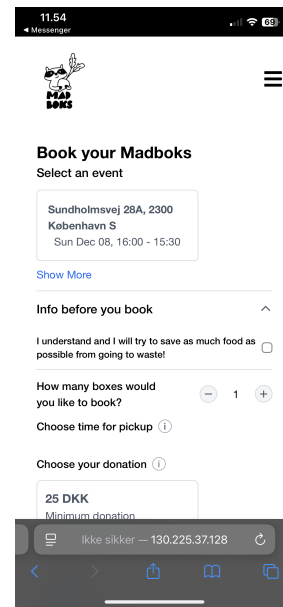 11.54
69
◀ Messenger
MAD
BOKS
Book your Madboks
Select an event
Sundholmsvej 28A, 2300
København S
Sun Dec 08, 16:00 - 15:30
Show More
Info before you book
I understand and I will try to save as much food as
possible from going to waste!
How many boxes would
you like to book?
1
Choose time for pickup
Choose your donation
25 DKK
Minimum donation
Ikke sikker — 130.225.37.128